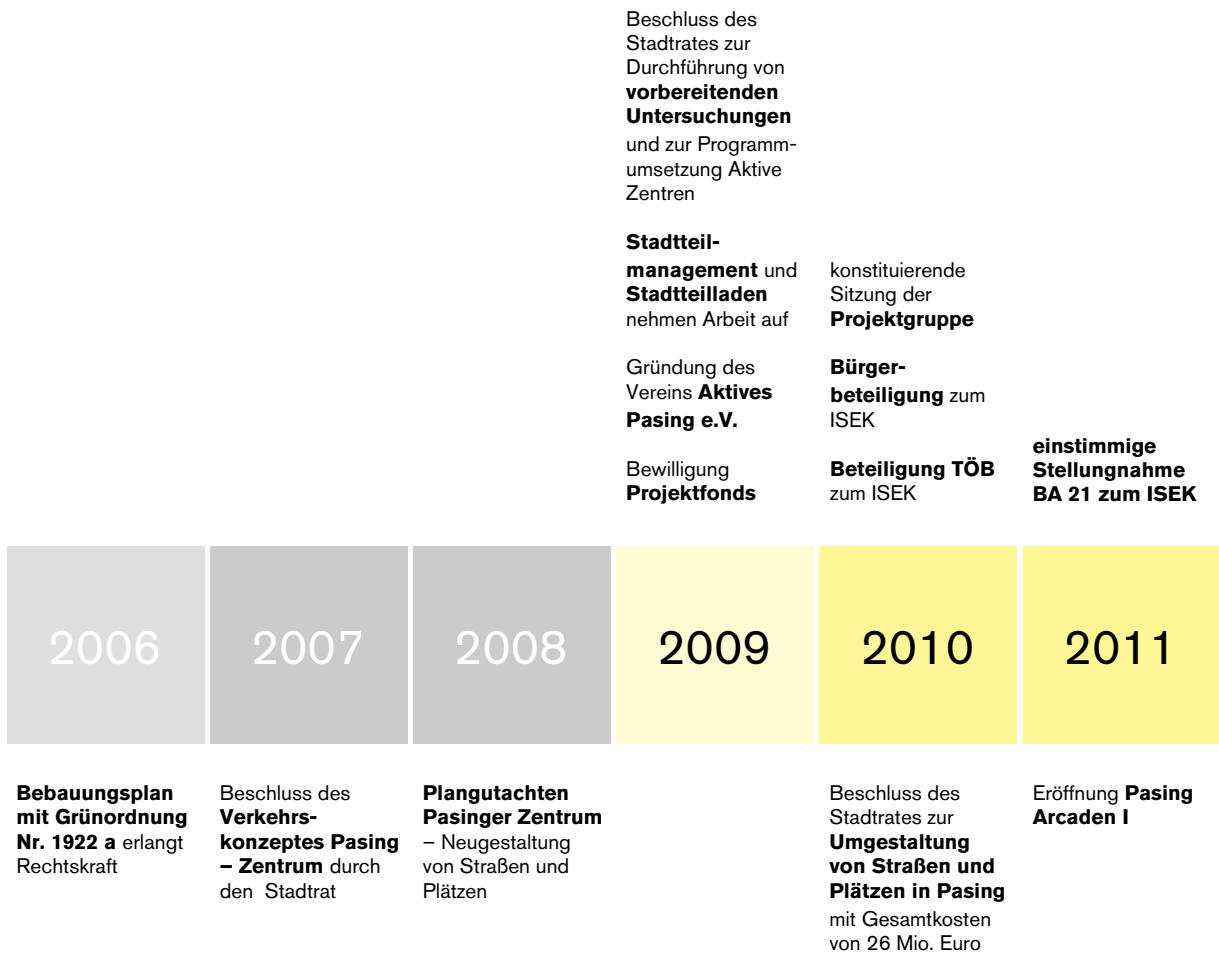 Beschluss des
Stadtrates zur
Durchführung von
vorbereitenden
Untersuchungen
und zur Programm-
umsetzung Aktive
Zentren
Stadtteil-
management und
Stadtteilladen
nehmen Arbeit auf
Gründung des
Vereins Aktives
Pasing e.V.
Bewilligung
Projektfonds
konstituierende
Sitzung der
Projektgruppe
Bürger-
beteiligung zum
ISEK
Beteiligung TÖB
zum ISEK
einstimmige
Stellungnahme
BA 21 zum ISEK
2006
2007
2008
2009
2010
2011
Bebauungsplan
mit Grünordnung
Nr. 1922 a erlangt
Rechtskraft
Beschluss des
Verkehrs-
konzeptes Pasing
– Zentrum durch
den Stadtrat
Plangutachten
Pasinger Zentrum
– Neugestaltung
von Straßen und
Plätzen
Beschluss des
Stadtrates zur
Umgestaltung
von Straßen und
Plätzen in Pasing
mit Gesamtkosten
von 26 Mio. Euro
Eröffnung Pasing
Arcaden I